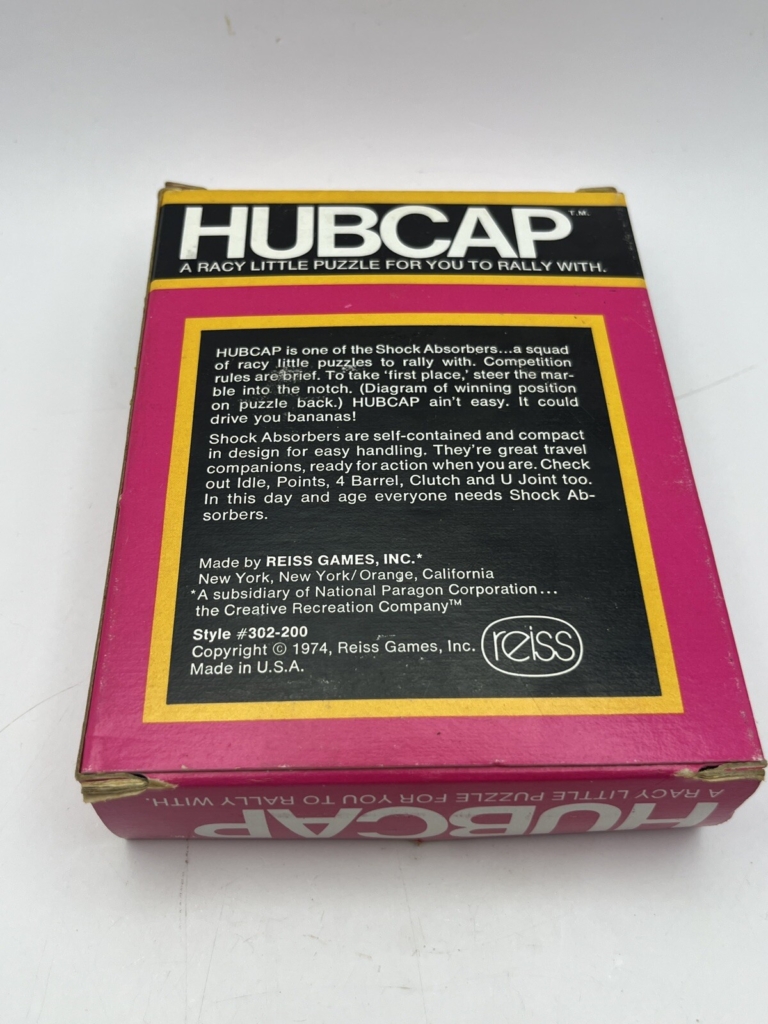 HUBCAP T.M.
A RACY LITTLE PUZZLE FOR YOU TO RALLY WITH.
HUBCAP is one of the Shock Absorbers...a squad
of racy little puzzles to rally with. Competition
rules are brief. To take 'first place,' steer the mar-
ble into the notch. (Diagram of winning position
on puzzle back.) HUBCAP ain't easy. It could
drive you bananas!
Shock Absorbers are self-contained and compact
in design for easy handling. They're great travel
companions, ready for action when you are. Check
out Idle, Points, 4 Barrel, Clutch and U Joint too.
In this day and age everyone needs Shock Ab-
sorbers.
Made by REISS GAMES, INC.*
New York, New York/Orange, California
*A subsidiary of National Paragon Corporation...
the Creative Recreation Company™
Style #302-200
Copyright © 1974, Reiss Games, Inc.
Made in U.S.A.
reiss
A RACY LITTLE PUZZLE FOR YOU TO RALLY WITH.
HUBCAP